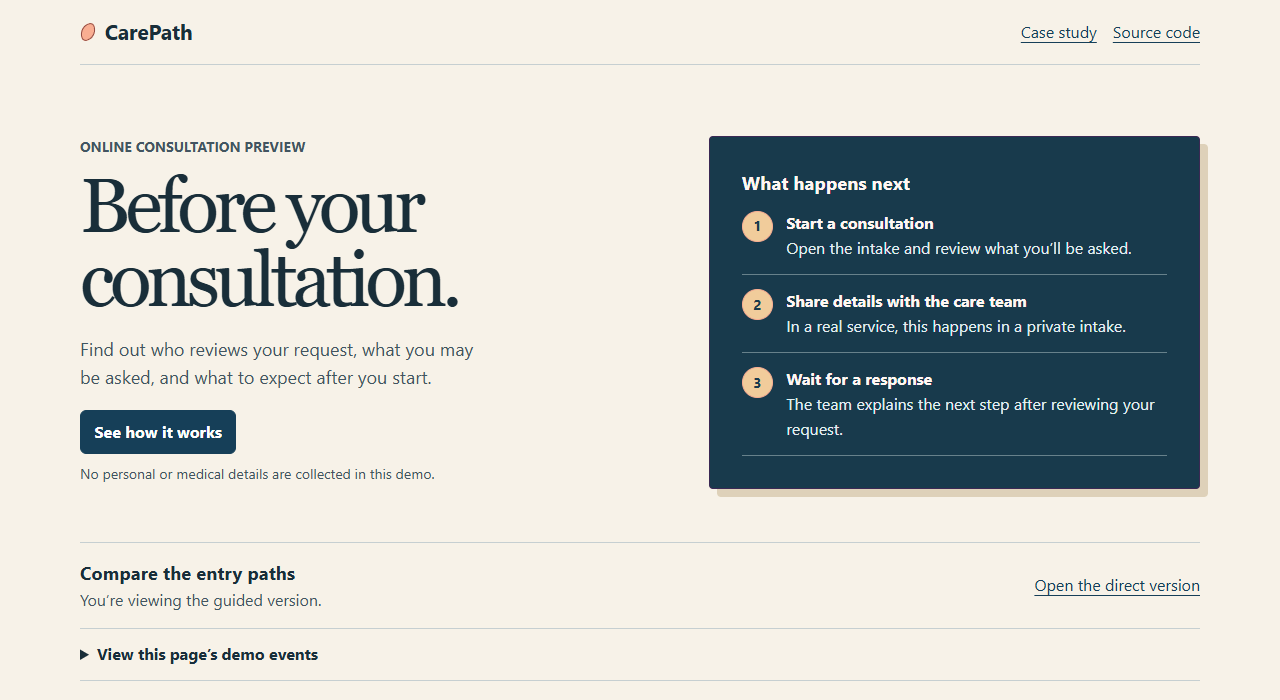 CarePath
Case study
Source code
ONLINE CONSULTATION PREVIEW
Before your
consultation.
Find out who reviews your request, what you may
be asked, and what to expect after you start.
See how it works
No personal or medical details are collected in this demo.
What happens next
1
Start a consultation
Open the intake and review what you’ll be asked.
2
Share details with the care team
In a real service, this happens in a private intake.
3
Wait for a response
The team explains the next step after reviewing your
request.
Compare the entry paths
You’re viewing the guided version.
Open the direct version
View this page’s demo events